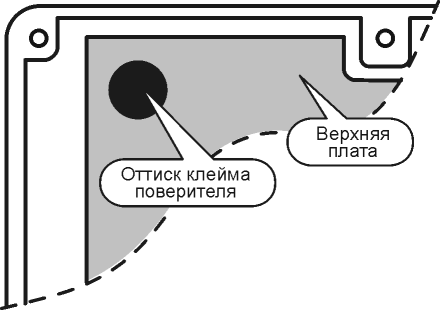 Верхняя
плата
Оттиск клейма
поверителя